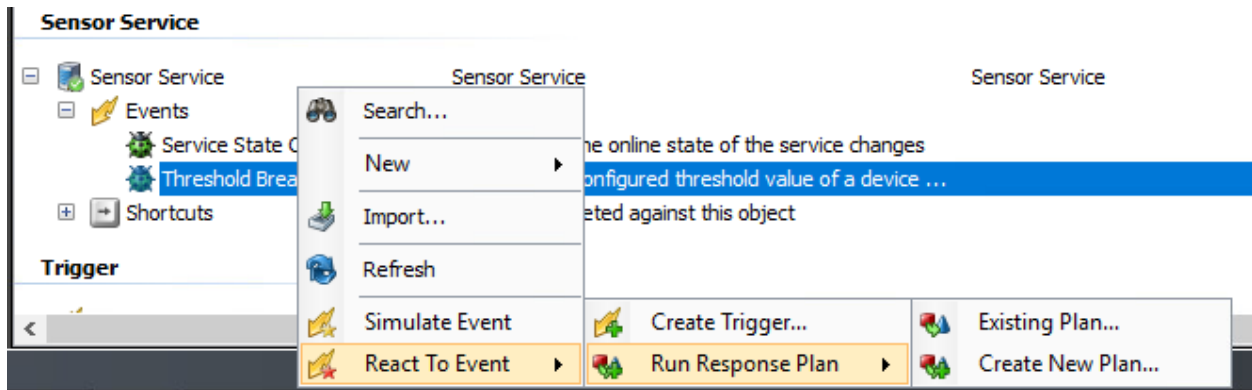 Sensor Service
Sensor Service Sensor Service Sensor Service
Events
Search...
Service State he online state of the service changes
New
Threshold onfigured threshold value of a device ...
Shortcuts eted against this object
Import...
Trigger
Refresh
Simulate Event Create Trigger... Existing Plan...
React To Event Run Response Plan Create New Plan...